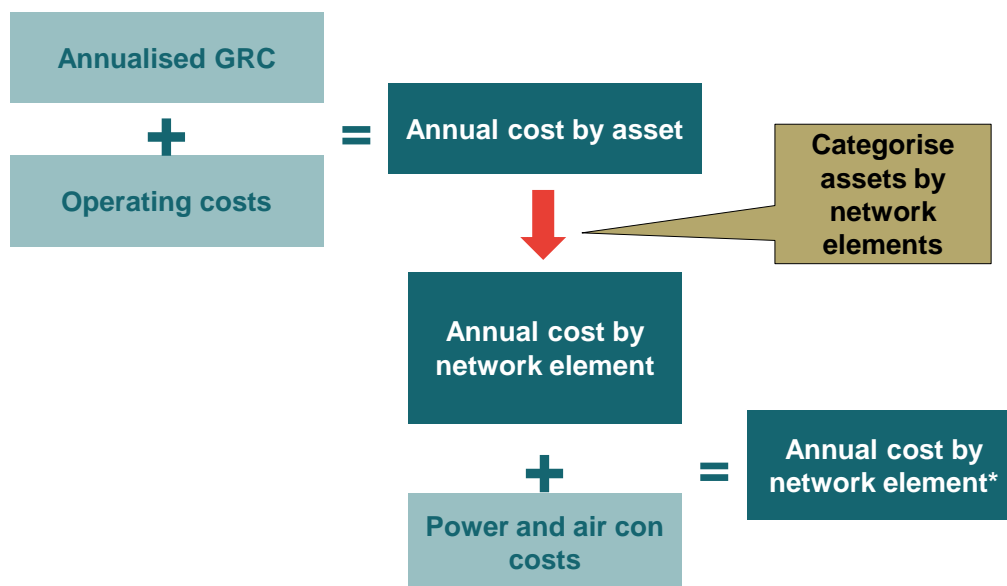 Annualised GRC
+
Operating costs
=
Annual cost by asset
Categorise
assets by
network
elements
Annual cost by
network element
+
Power and air con
costs
=
Annual cost by
network element*